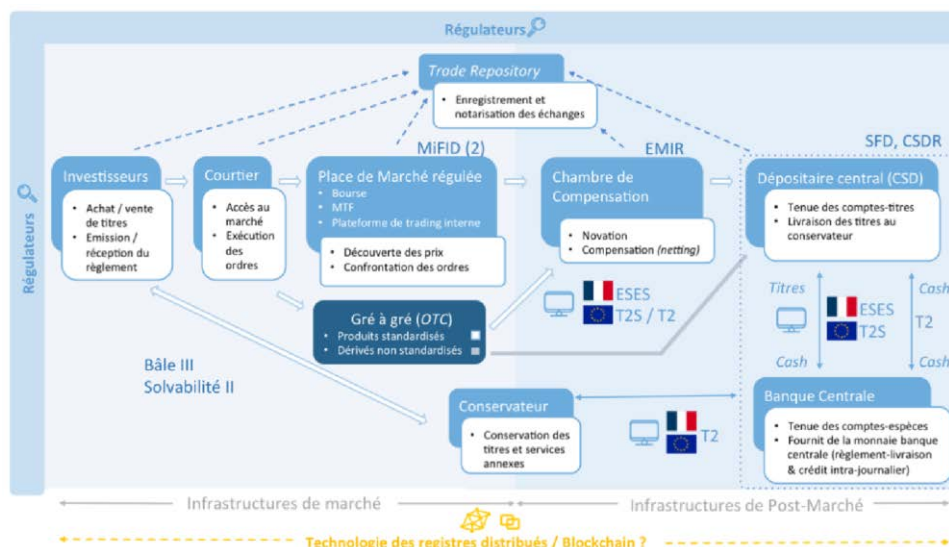 Régulateurs
Régulateurs
Trade Repository
• Enregistrement et
notarisation des échanges
MiFID (2)
EMIR
SFD, CSDR
Investisseurs
• Achat / vente
de titres
• Emission /
réception du
règlement
Courtier
• Accès au
marché
• Exécution
des
ordres
Place de Marché régulée
• Bourse
• MTF
• Plateforme de trading interne
• Découverte des prix
• Confrontation des ordres
Chambre de
Compensation
• Novation
• Compensation (netting)
Dépositaire central (CSD)
• Tenue des comptes-titres
• Livraison des titres au
conservateur
Gré à gré (OTC)
• Produits standardisés
• Dérivés non standardisés
ESES
T2S / T2
Titres
Cash
ESES
T2S
T2
Cash
Cash
Bâle III
Solvabilité II
Conservateur
• Conservation des
titres et services
annexes
T2
Banque Centrale
• Tenue des comptes-espèces
• Fournit de la monnaie banque
centrale (règlement-livraison
& crédit intra-journalier)
Infrastructures de marché
Infrastructures de Post-Marché
Technologie des registres distribués / Blockchain ?